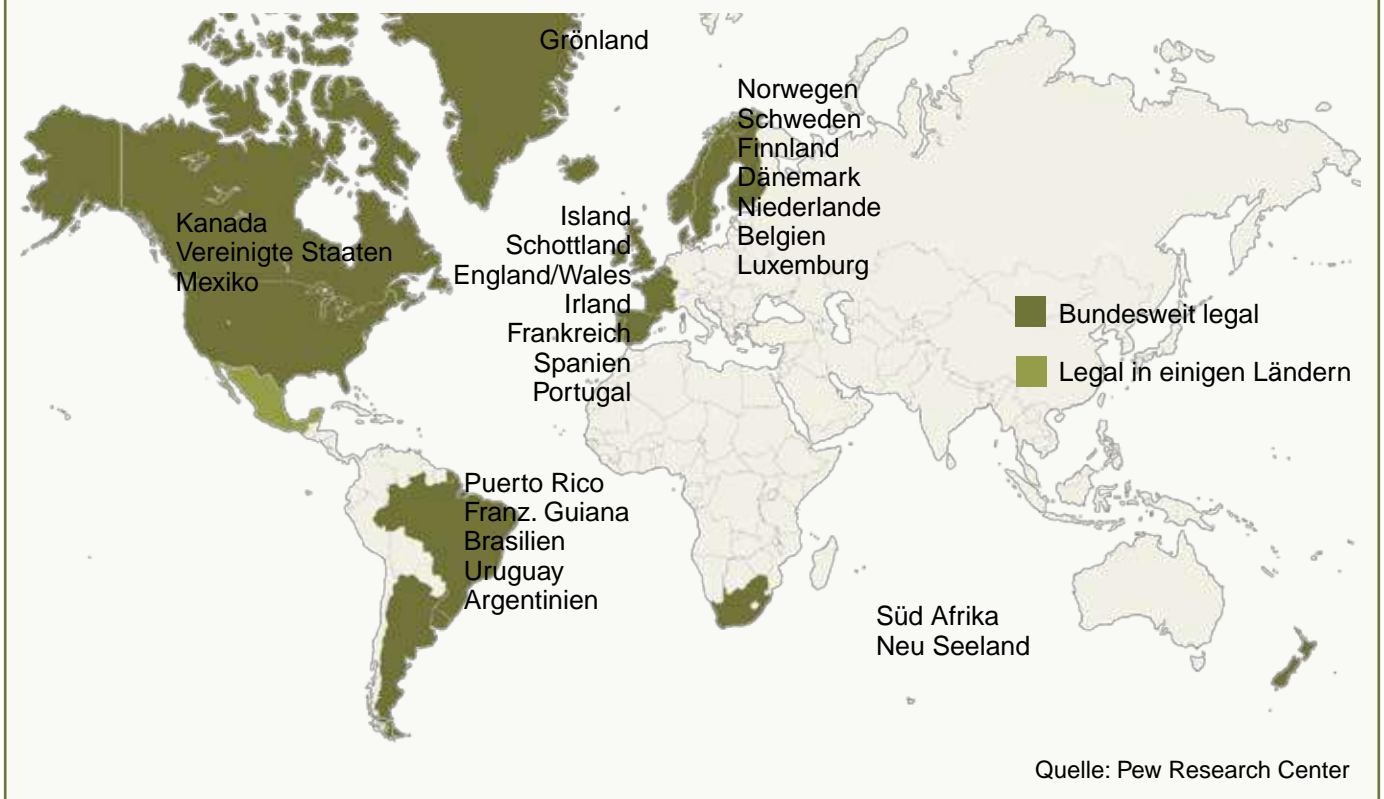 Grönland
Norwegen
Schweden
Finnland
Dänemark
Niederlande
Belgien
Luxemburg
Kanada
Vereinigte Staaten
Mexiko
Island
Schottland
England/Wales
Irland
Frankreich
Spanien
Portugal
Bundesweit legal
Legal in einigen Ländern
Puerto Rico
Franz. Guiana
Brasilien
Uruguay
Argentinien
Süd Afrika
Neu Seeland
Quelle: Pew Research Center